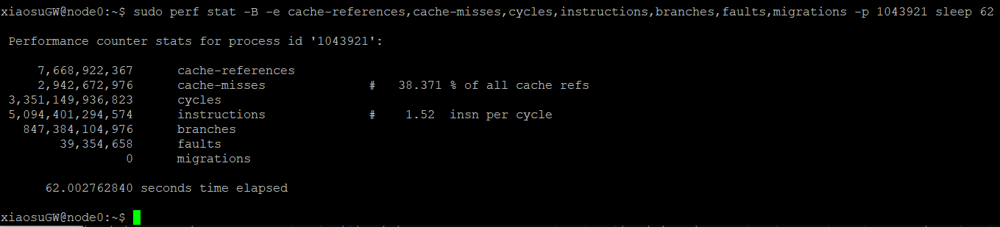 xiaosuGW@node0:~$ sudo perf stat -B -e cache-references,cache-misses,cycles,instructions,branches,faults,migrations -p 1043921 sleep 62
Performance counter stats for process id '1043921':
7,668,922,367 cache-references
2,942,672,976 cache-misses # 38.371 % of all cache refs
3,351,149,936,823 cycles
5,094,401,294,574 instructions # 1.52 insn per cycle
847,384,104,976 branches
39,354,658 faults
0 migrations
62.002762840 seconds time elapsed
xiaosuGW@node0:~$